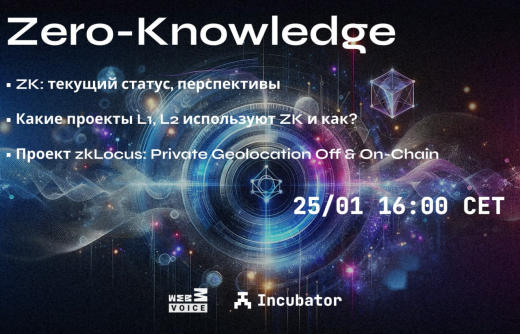 Zero-Knowledge
▪ ZK: текущий статус, перспективы
▪ Какие проекты L1, L2 используют ZK и как?
▪ Проект zkLocus: Private Geolocation Off & On-Chain
25/01 16:00 CET
WEB
VOICE
Incubator